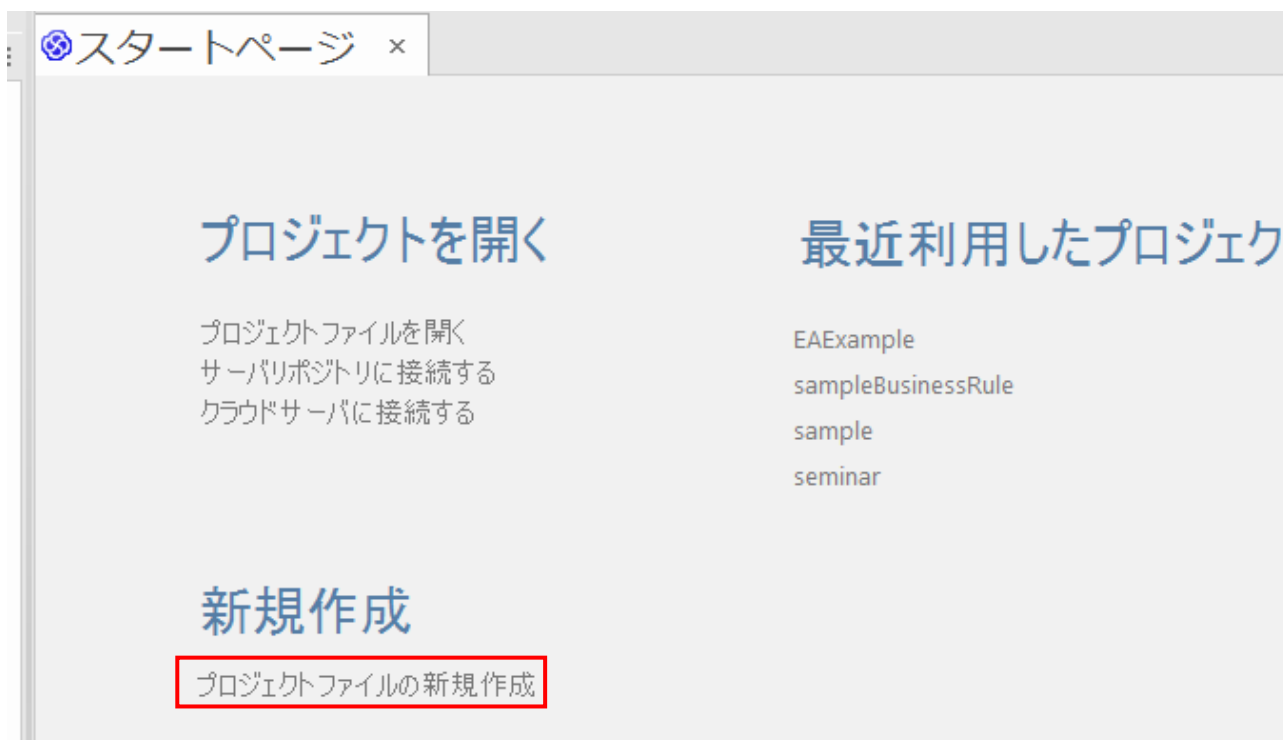 スタートページ ×
プロジェクトを開く
プロジェクトファイルを開く
サーバリポジトリに接続する
クラウドサーバに接続する
最近利用したプロジェク
EAExample
sampleBusinessRule
sample
seminar
新規作成
プロジェクトファイルの新規作成